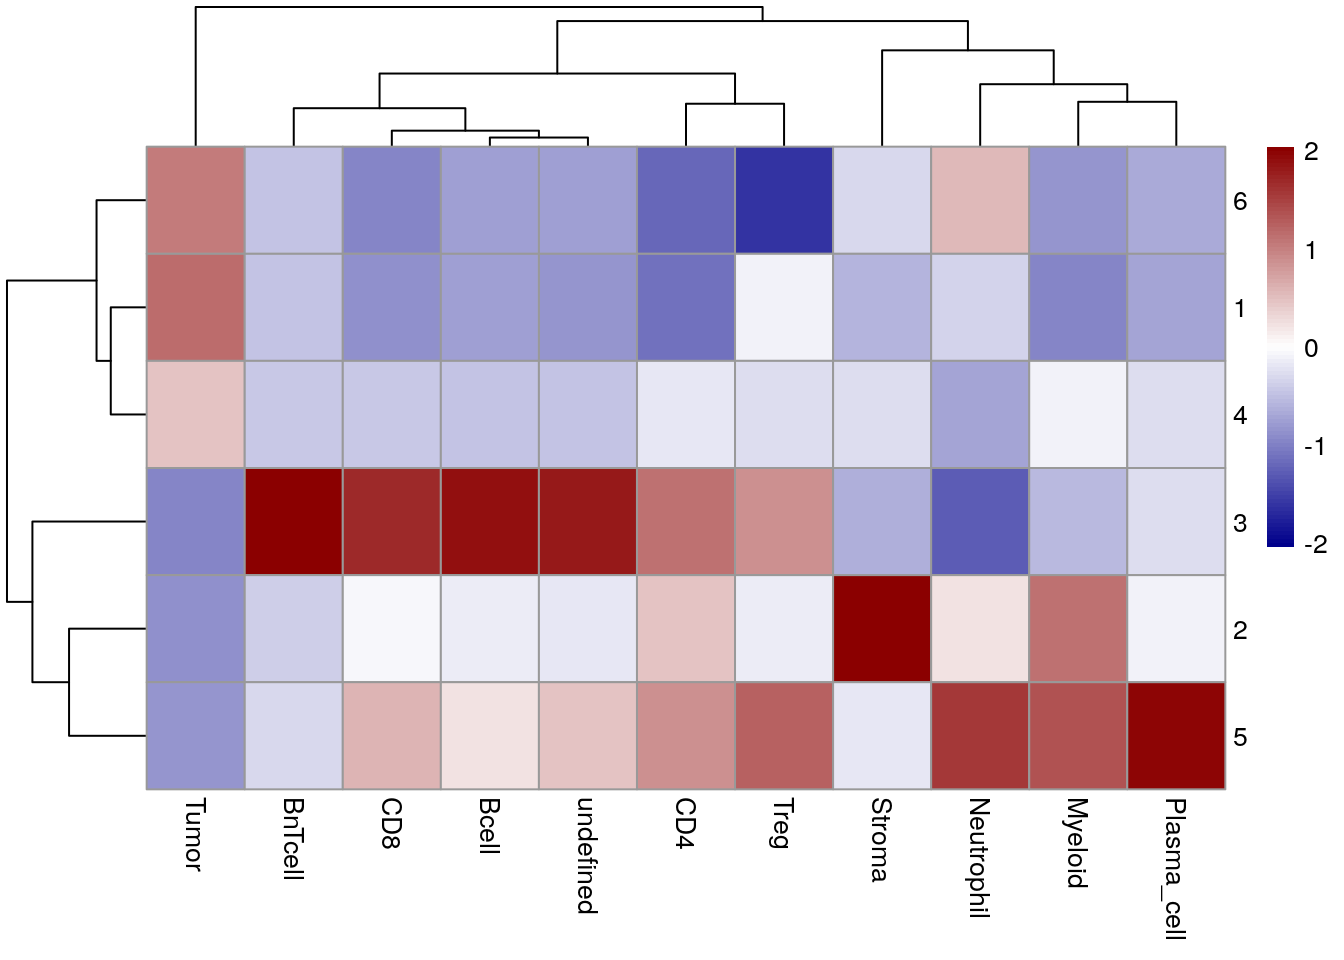 2
1
0
-1
-2
6
1
4
3
2
5
Tumor
BnTcell
CD8
Bcell
undefined
CD4
Treg
Stroma
Neutrophil
Myeloid
Plasma_cell